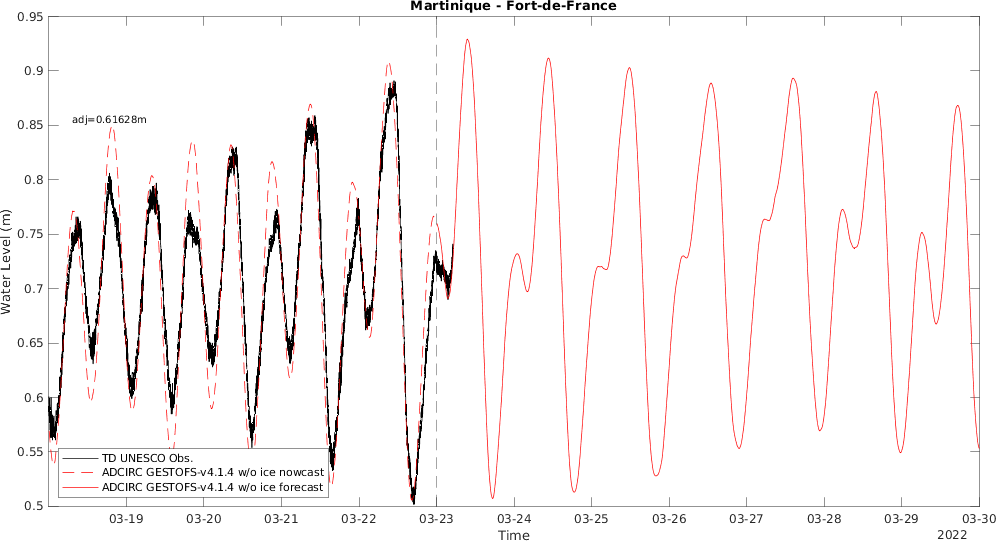 Martinique - Fort-de-France
0.95
0.9
0.85
0.8
0.75
0.7
0.65
0.6
0.55
0.5
Water Level (m)
adj=0.61628m
TD UNESCO Obs.
ADCIRC GESTOFS-v4.1.4 w/o ice nowcast
ADCIRC GESTOFS-v4.1.4 w/o ice forecast
03-19 03-20 03-21 03-22 03-23 03-24 03-25 03-26 03-27 03-28 03-29 03-30
Time
2022